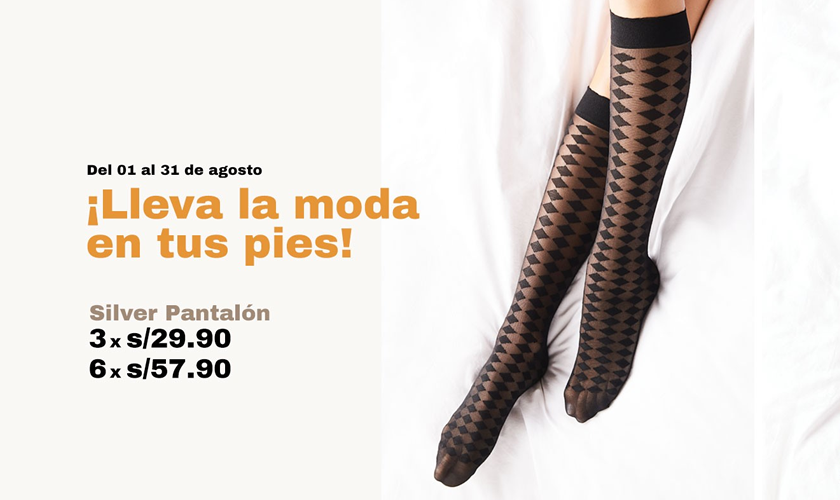 Del 01 al 31 de agosto
¡Lleva la moda
en tus pies!
Silver Pantalón
3 x s/29.90
6 x s/57.90